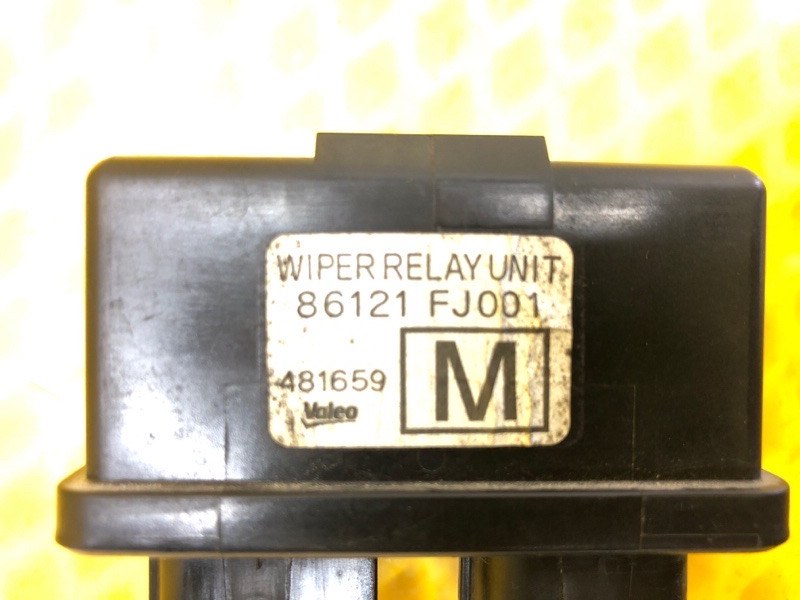 WIPER RELAY UNIT
86121 FJ001
481659
M
Valeo